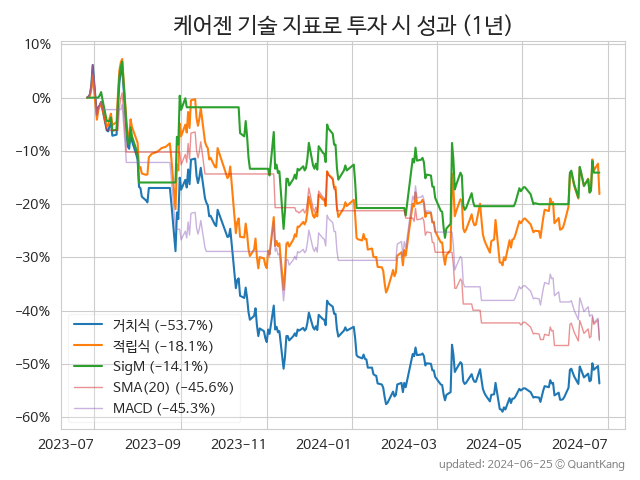 케어젠 기술 지표로 투자 시 성과 (1년)
10%
0%
−10%
−20%
−30%
−40%
−50%
−60%
거치식 (−53.7%)
적립식 (−18.1%)
SigM (−14.1%)
SMA(20) (−45.6%)
MACD (−45.3%)
2023−07 2023−09 2023−11 2024−01 2024−03 2024−05 2024−07
updated: 2024−06−25 ⓒ QuantKang